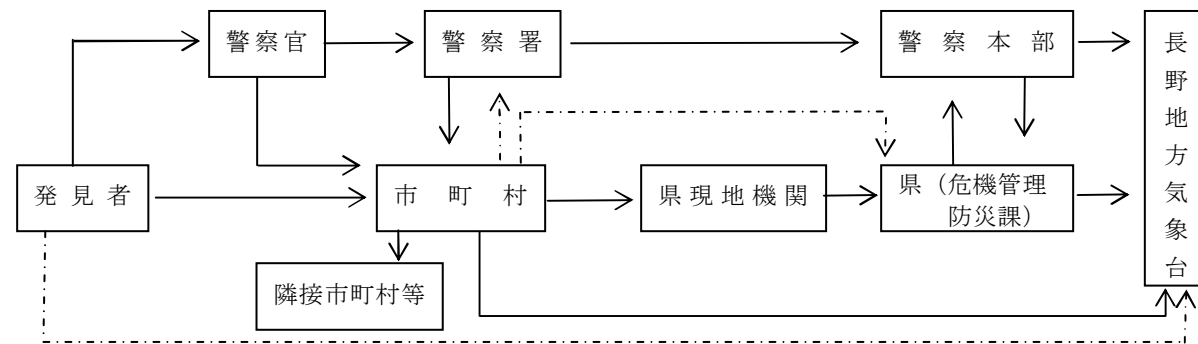 警察官
警察署
警察本部
長野地方気象台
発見者
市町村
県現地機関
県（危機管理
防災課）
隣接市町村等